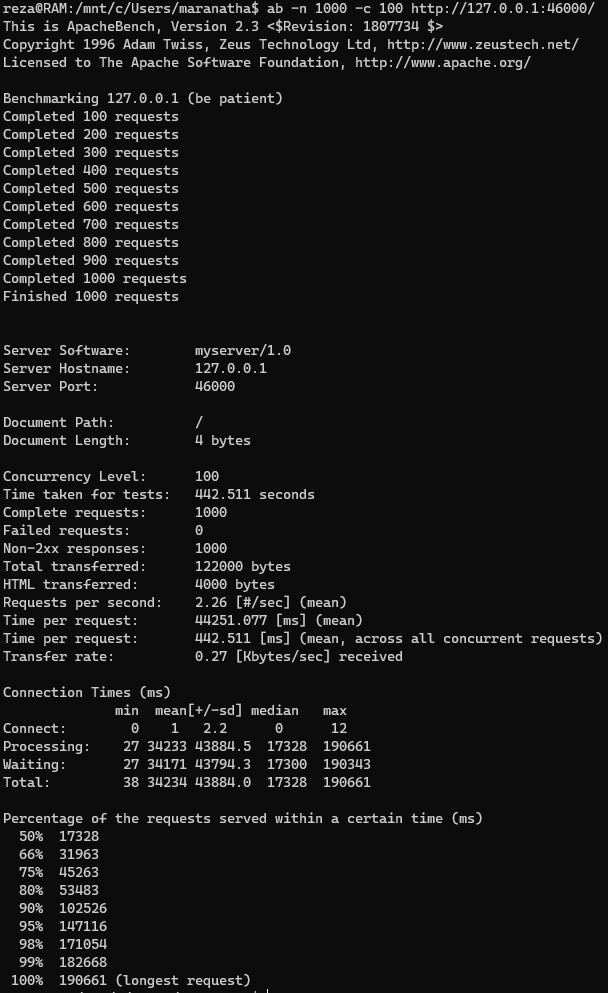 reza@RAM:/mnt/c/Users/maranatha$ ab -n 1000 -c 100 http://127.0.0.1:46000/
This is ApacheBench, Version 2.3 <$Revision: 1807734 $>
Copyright 1996 Adam Twiss, Zeus Technology Ltd, http://www.zeustech.net/
Licensed to The Apache Software Foundation, http://www.apache.org/
Benchmarking 127.0.0.1 (be patient)
Completed 100 requests
Completed 200 requests
Completed 300 requests
Completed 400 requests
Completed 500 requests
Completed 600 requests
Completed 700 requests
Completed 800 requests
Completed 900 requests
Completed 1000 requests
Finished 1000 requests
Server Software: myserver/1.0
Server Hostname: 127.0.0.1
Server Port: 46000
Document Path: /
Document Length: 4 bytes
Concurrency Level: 100
Time taken for tests: 442.511 seconds
Complete requests: 1000
Failed requests: 0
Non-2xx responses: 1000
Total transferred: 122000 bytes
HTML transferred: 4000 bytes
Requests per second: 2.26 [#/sec] (mean)
Time per request: 44251.077 [ms] (mean)
Time per request: 442.511 [ms] (mean, across all concurrent requests)
Transfer rate: 0.27 [Kbytes/sec] received
Connection Times (ms)
min mean[+/-sd] median max
Connect: 0 1 2.2 0 12
Processing: 27 34233 43884.5 17328 190661
Waiting: 27 34171 43794.3 17300 190343
Total: 38 34234 43884.0 17328 190661
Percentage of the requests served within a certain time (ms)
50% 17328
66% 31963
75% 45263
80% 53483
90% 102526
95% 147116
98% 171054
99% 182668
100% 190661 (longest request)